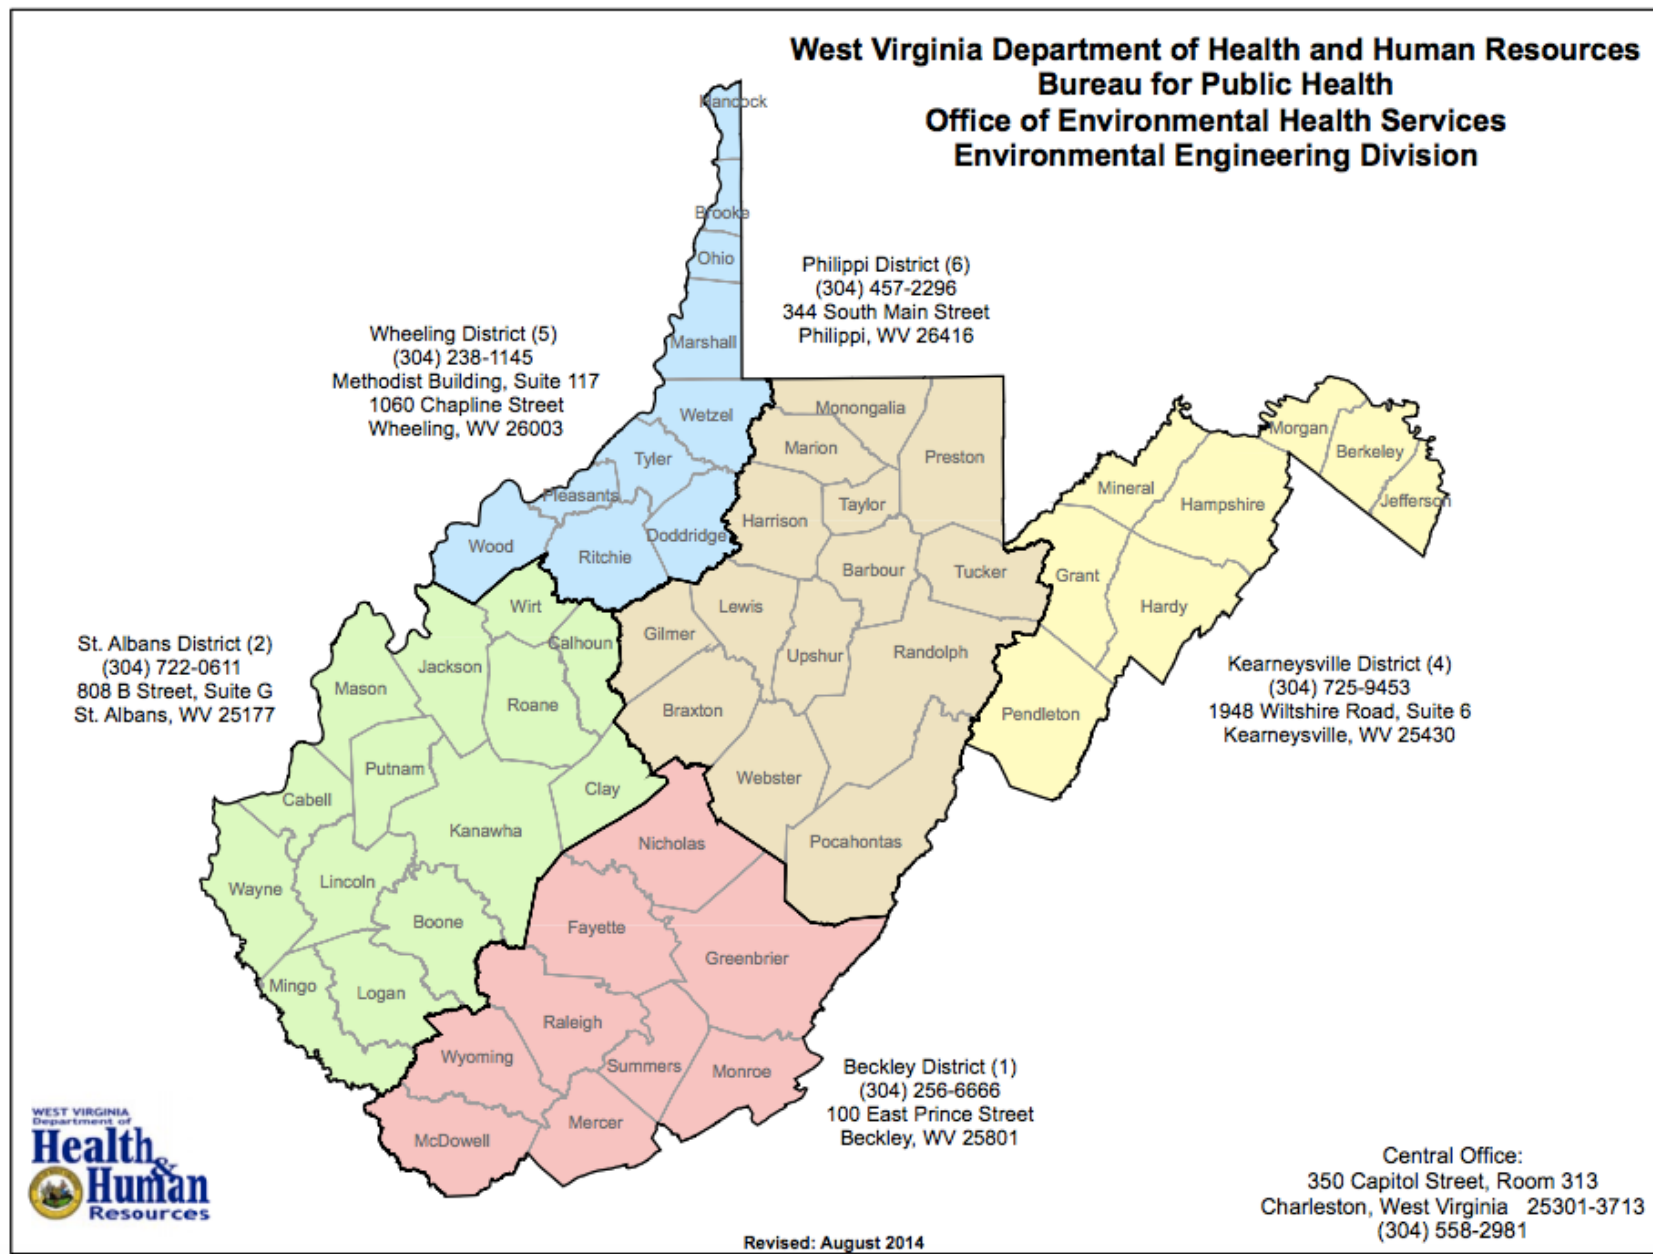 West Virginia Department of Health and Human Resources
Bureau for Public Health
Office of Environmental Health Services
Environmental Engineering Division
Hancock
Brooke
Ohio
Marshall
Philippi District (6)
(304) 457-2296
344 South Main Street
Philippi, WV 26416
Wheeling District (5)
(304) 238-1145
Methodist Building, Suite 117
1060 Chapline Street
Wheeling, WV 26003
Wetzel
Tyler
Pleasants
Wood
Ritchie
Doddridge
Monongalia
Marion
Preston
Taylor
Harrison
Barbour
Tucker
Lewis
Gilmer
Upshur
Randolph
Braxton
Webster
Pocahontas
Morgan
Berkeley
Jefferson
Mineral
Hampshire
Grant
Hardy
Pendleton
Kearneysville District (4)
(304) 725-9453
1948 Wiltshire Road, Suite 6
Kearneysville, WV 25430
St. Albans District (2)
(304) 722-0611
808 B Street, Suite G
St. Albans, WV 25177
Wirt
Calhoun
Jackson
Mason
Roane
Putnam
Cabell
Clay
Kanawha
Wayne
Lincoln
Boone
Mingo
Logan
Nicholas
Fayette
Greenbrier
Raleigh
Wyoming
Summers
Monroe
Mercer
McDowell
Beckley District (1)
(304) 256-6666
100 East Prince Street
Beckley, WV 25801
WEST VIRGINIA
Department of
Health
&
Human
Resources
Central Office:
350 Capitol Street, Room 313
Charleston, West Virginia 25301-3713
(304) 558-2981
Revised: August 2014